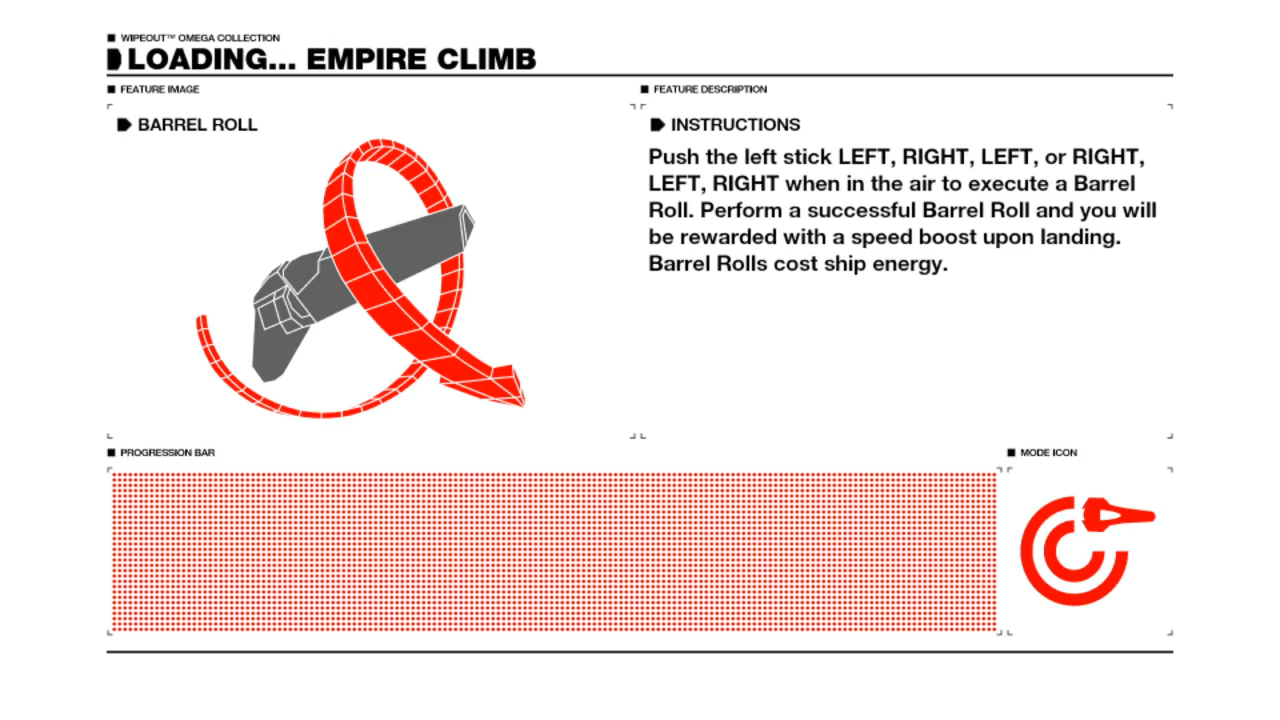 WIPEOUT™ OMEGA COLLECTION
LOADING... EMPIRE CLIMB
FEATURE IMAGE
BARREL ROLL
FEATURE DESCRIPTION
INSTRUCTIONS
Push the left stick LEFT, RIGHT, LEFT, or RIGHT,
LEFT, RIGHT when in the air to execute a Barrel
Roll. Perform a successful Barrel Roll and you will
be rewarded with a speed boost upon landing.
Barrel Rolls cost ship energy.
PROGRESSION BAR
MODE ICON